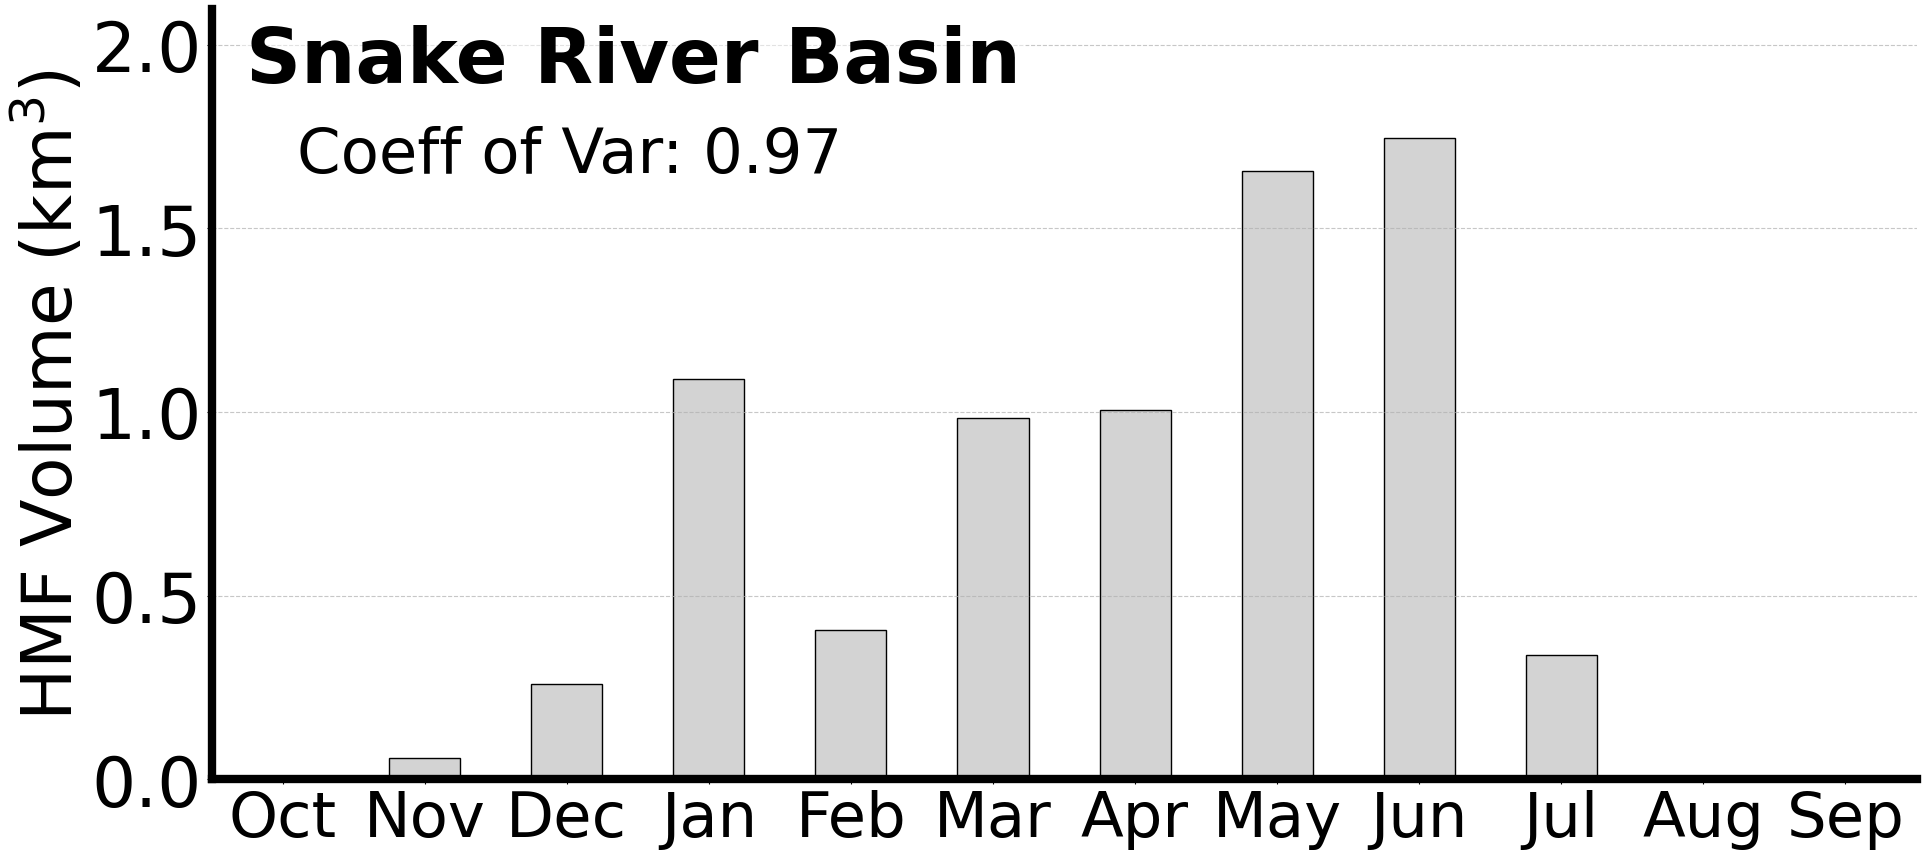 Snake River Basin
Coeff of Var: 0.97
HMF Volume (km³)
2.0
1.5
1.0
0.5
0.0
Oct Nov Dec Jan Feb Mar Apr May Jun Jul Aug Sep